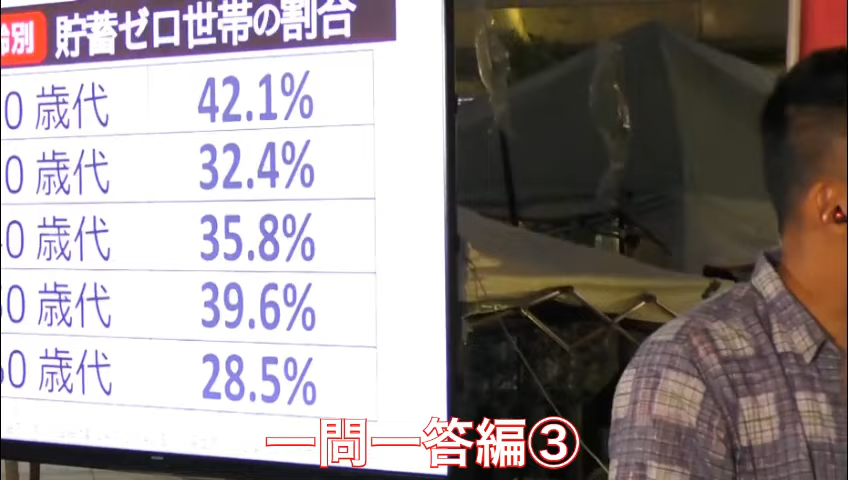 齢別 貯蓄ゼロ世帯の割合
0歳代 42.1%
0歳代 32.4%
0歳代 35.8%
0歳代 39.6%
0歳代 28.5%
一問一答編③